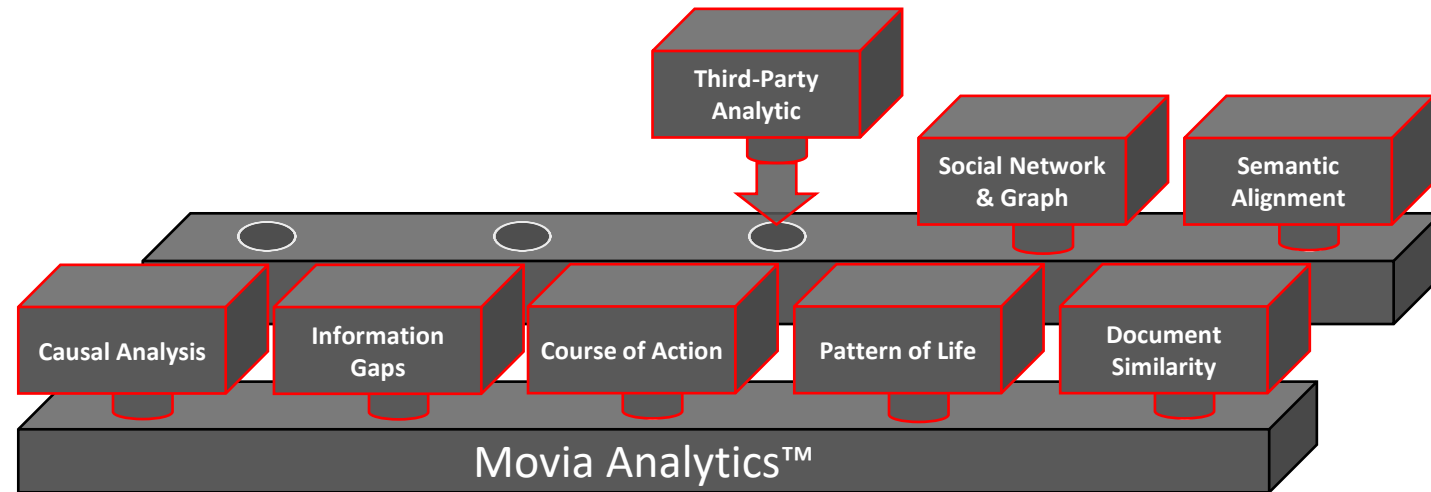 Third-Party
Analytic
Social Network
& Graph
Semantic
Alignment
Causal Analysis
Information
Gaps
Course of Action
Pattern of Life
Document
Similarity
Movia Analytics™